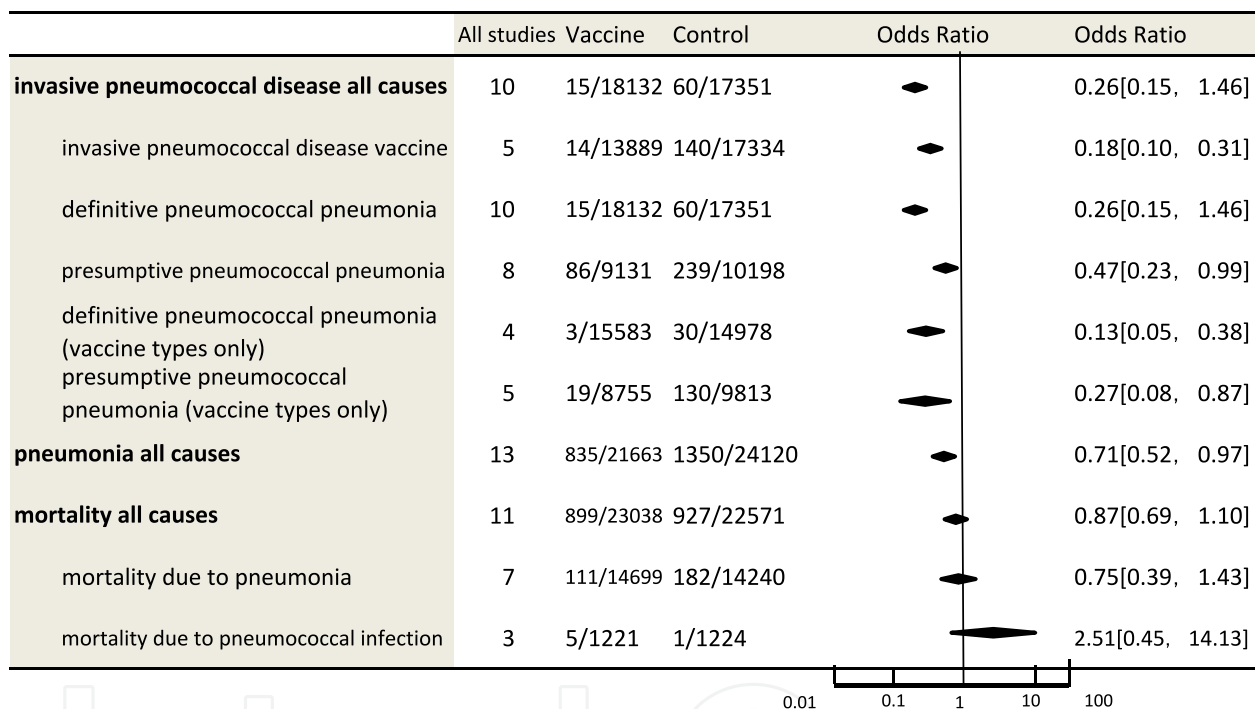 All studies Vaccine Control Odds Ratio Odds Ratio
invasive pneumococcal disease all causes 10 15/18132 60/17351 0.26[0.15, 1.46]
invasive pneumococcal disease vaccine 5 14/13889 140/17334 0.18[0.10, 0.31]
definitive pneumococcal pneumonia 10 15/18132 60/17351 0.26[0.15, 1.46]
presumptive pneumococcal pneumonia 8 86/9131 239/10198 0.47[0.23, 0.99]
definitive pneumococcal pneumonia
(vaccine types only) 4 3/15583 30/14978 0.13[0.05, 0.38]
presumptive pneumococcal
pneumonia (vaccine types only) 5 19/8755 130/9813 0.27[0.08, 0.87]
pneumonia all causes 13 835/21663 1350/24120 0.71[0.52, 0.97]
mortality all causes 11 899/23038 927/22571 0.87[0.69, 1.10]
mortality due to pneumonia 7 111/14699 182/14240 0.75[0.39, 1.43]
mortality due to pneumococcal infection 3 5/1221 1/1224 2.51[0.45, 14.13]
0.01 0.1 1 10 100